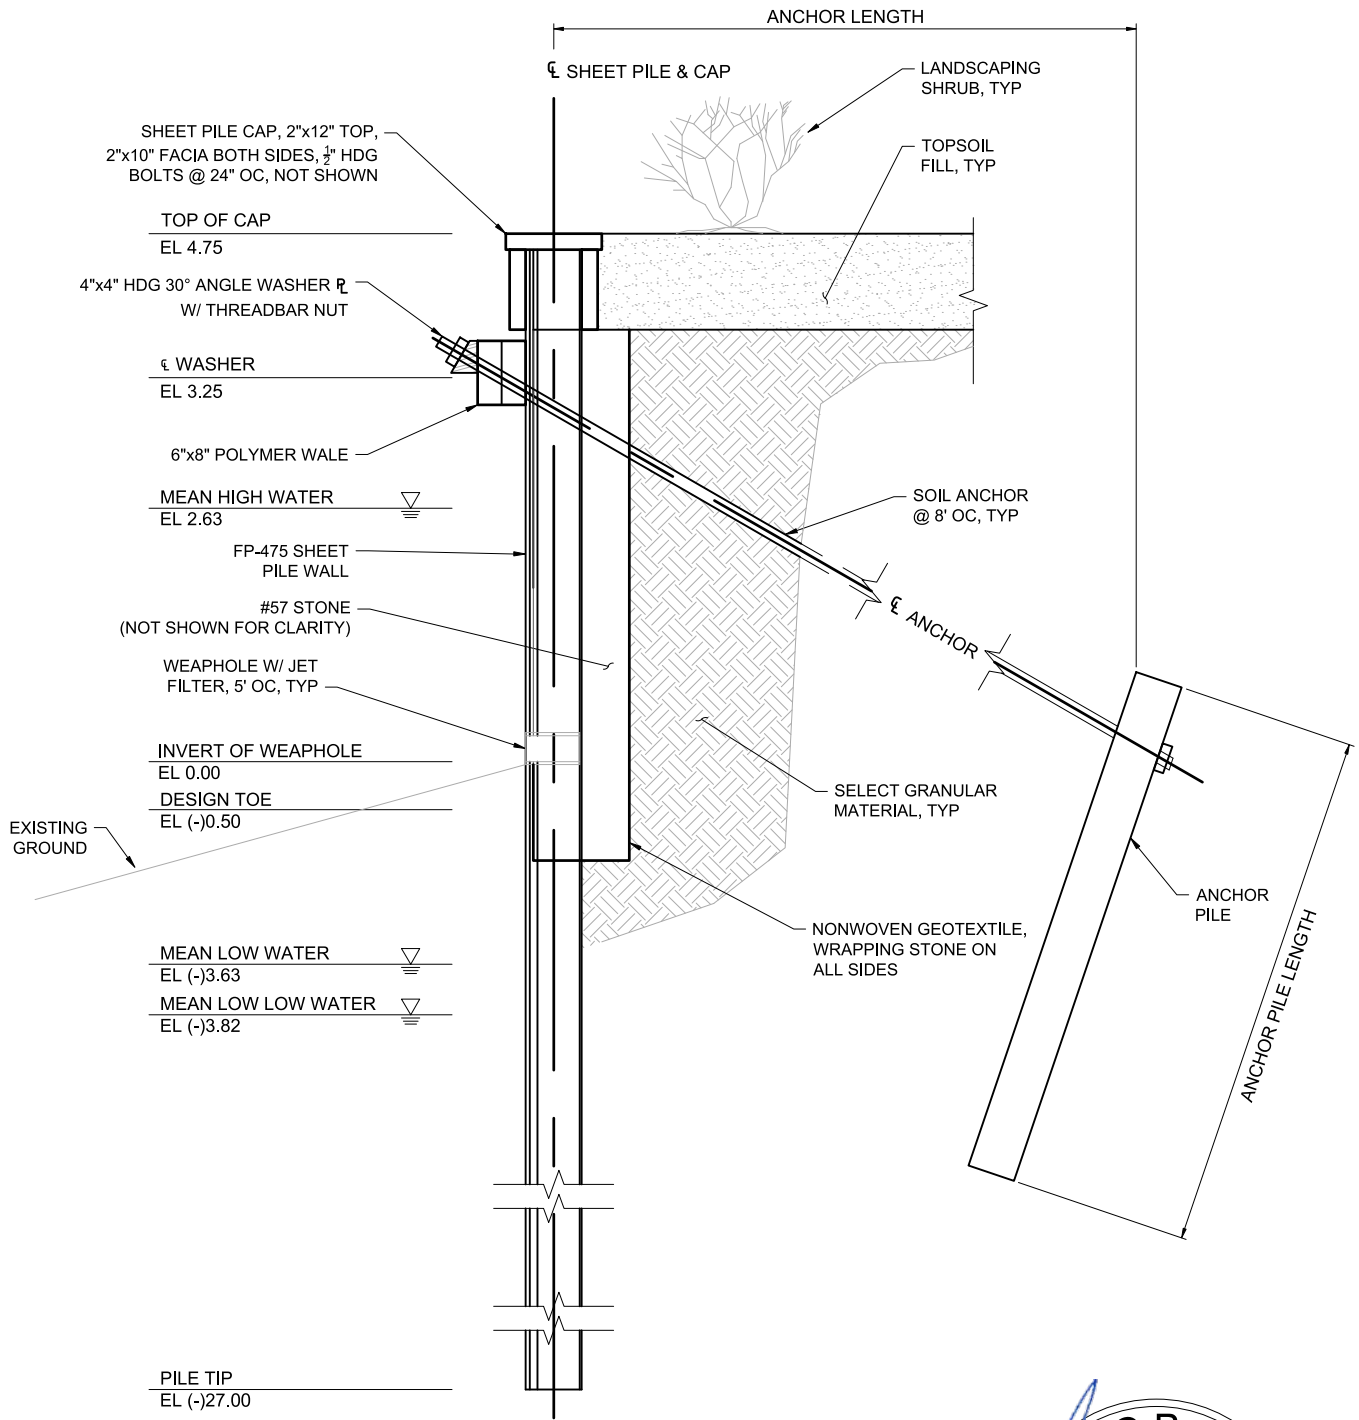 ANCHOR LENGTH
℄ SHEET PILE & CAP
LANDSCAPING
SHRUB, TYP
SHEET PILE CAP, 2"x12" TOP,
2"x10" FACIA BOTH SIDES, ½" HDG
BOLTS @ 24" OC, NOT SHOWN
TOPSOIL
FILL, TYP
TOP OF CAP
EL 4.75
4"x4" HDG 30° ANGLE WASHER PL
W/ THREADBAR NUT
℄ WASHER
EL 3.25
6"x8" POLYMER WALE
MEAN HIGH WATER
EL 2.63
SOIL ANCHOR
@ 8' OC, TYP
FP-475 SHEET
PILE WALL
#57 STONE
(NOT SHOWN FOR CLARITY)
℄ ANCHOR
WEAPHOLE W/ JET
FILTER, 5' OC, TYP
INVERT OF WEAPHOLE
EL 0.00
DESIGN TOE
EL (-)0.50
SELECT GRANULAR
MATERIAL, TYP
EXISTING
GROUND
ANCHOR
PILE
NONWOVEN GEOTEXTILE,
WRAPPING STONE ON
ALL SIDES
ANCHOR PILE LENGTH
MEAN LOW WATER
EL (-)3.63
MEAN LOW LOW WATER
EL (-)3.82
PILE TIP
EL (-)27.00